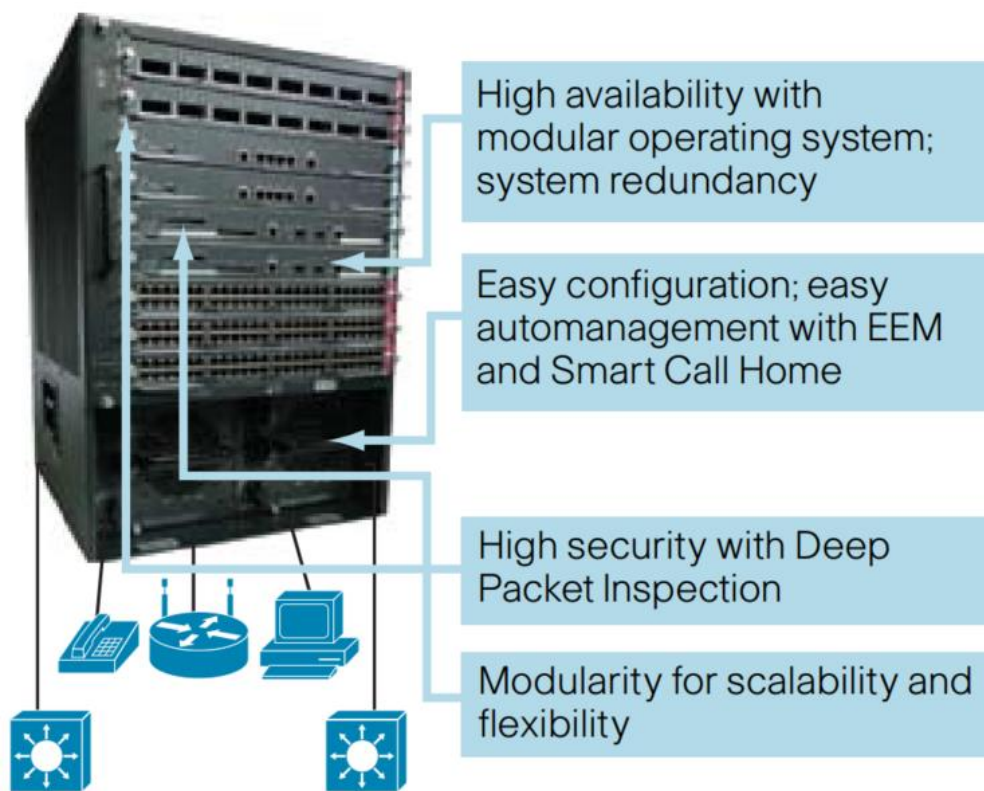 High availability with
modular operating system;
system redundancy
Easy configuration; easy
automanagement with EEM
and Smart Call Home
High security with Deep
Packet Inspection
Modularity for scalability and
flexibility